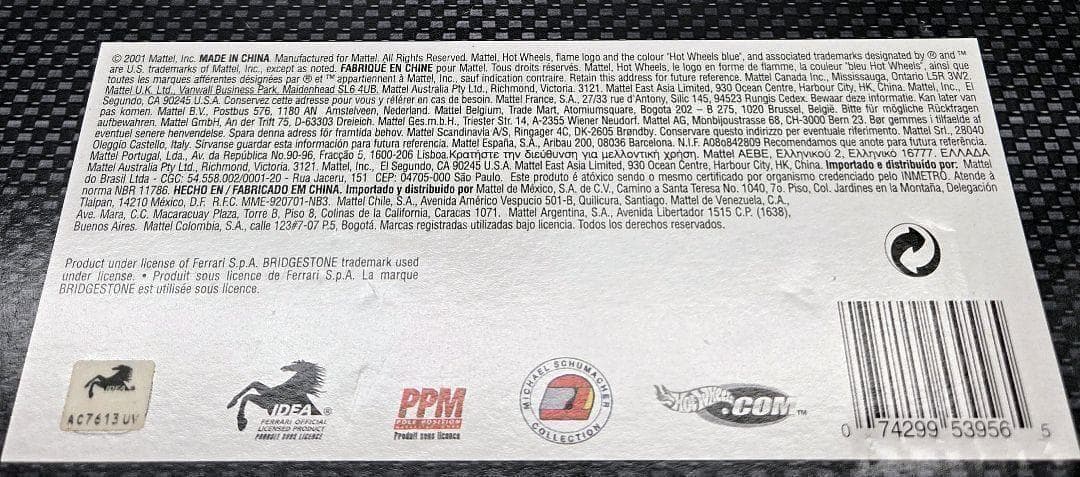 © 2001 Mattel, Inc. MADE IN CHINA. Manufactured for Mattel. All Rights Reserved. Mattel, Hot Wheels, flame logo and the colour "Hot Wheels blue", and associated trademarks designated by ® and ™
are U.S. trademarks of Mattel, Inc., except as noted. FABRIQUÉ EN CHINE pour Mattel. Tous droits réservés. Mattel, Hot Wheels, le logo en forme de flamme, la couleur "bleu Hot Wheels", ainsi que
toutes les marques afférentes désignées par ® et ™ appartiennent à Mattel, Inc., sauf indication contraire. Retain this address for future reference. Mattel Canada Inc., Mississauga, Ontario L5R 3W2.
Mattel U.K. Ltd., Vanwall Business Park, Maidenhead SL6 4UB. Mattel Australia Pty Ltd., Richmond, Victoria. 3121. Mattel East Asia Limited, 930 Ocean Centre, Harbour City, HK, China. Mattel, Inc., El
Segundo, CA 90245 U.S.A. Conservez cette adresse pour vous y référer en cas de besoin. Mattel France, S.A., 27/33 rue d'Antony, Silic 145, 94523 Rungis Cedex. Bewaar deze informatie. Kan later van
pas komen. Mattel B.V., Postbus 576, 1180 AN Amstelveen, Nederland. Mattel Belgium, Trade Mart, Atomiumsquare, Bogota 202 – B 275, 1020 Brussel, België. Bitte für mögliche Rückfragen
aufbewahren. Mattel GmbH, An der Trift 75, D-63303 Dreieich. Mattel Ges.m.b.H., Triester Str. 14, A-2355 Wiener Neudorf. Mattel AG, Monbijoustrasse 68, CH-3000 Bern 23. Bør gemmes i tilfælde af
eventuel senere henvendelse. Spara denna adress för framtida behov. Mattel Scandinavia A/S, Ringager 4C, DK-2605 Brøndby. Conservare questo indirizzo per eventuale riferimento. Mattel Srl., 28040
Oleggio Castello, Italy. Sírvanse guardar esta información para futura referencia. Mattel España, S.A., Aribau 200, 08036 Barcelona. N.I.F. A08o842809 Recomendamos que anote para futura referência.
Mattel Portugal, Lda., Av. da República No.90-96, Fracção 5, 1600-206 Lisboa. Κρατήστε την διεύθυνση για μελλοντική χρήση. Mattel AEBE, Ελληνικού 2, Ελληνικό 16777, ΕΛΛΑΔΑ
Mattel Australia Pty Ltd., Richmond, Victoria. 3121. Mattel, Inc., El Segundo, CA 90245 U.S.A. Mattel East Asia Limited, 930 Ocean Centre, Harbour City, HK, China. Importado e distribuido por. Mattel
do Brasil Ltda - CGC: 54.558.002/0001-20 - Rua Jaceru, 151 CEP: 04705-000 São Paulo. Este produto é atóxico sendo o mesmo certificado por organismo credenciado pelo INMETRO. Atende à
norma NBR 11786. HECHO EN / FABRICADO EM CHINA. Importado y distribuido por Mattel de México, S.A. de C.V., Camino a Santa Teresa No. 1040, 7o. Piso, Col. Jardines en la Montaña, Delegación
Tlalpan, 14210 México, D.F. R.F.C. MME-920701-NB3. Mattel Chile, S.A., Avenida Américo Vespucio 501-B, Quilicura, Santiago. Mattel de Venezuela, C.A.,
Ave. Mara, C.C. Macaracuay Plaza, Torre B, Piso 8, Colinas de la California, Caracas 1071. Mattel Argentina, S.A., Avenida Libertador 1515 C.P. (1638),
Buenos Aires. Mattel Colombia, S.A., calle 123#7-07 P.5, Bogotá. Marcas registradas utilizadas bajo licencia. Todos los derechos reservados.
Product under license of Ferrari S.p.A. BRIDGESTONE trademark used
under license. • Produit sous licence de Ferrari S.p.A. La marque
BRIDGESTONE est utilisée sous licence.
IDEA
AC7613 UV
IDEA ®
FERRARI OFFICIAL
LICENSED PRODUCT
PRODUIT SOUS LICENCE
PPM
POLE POSITION
Produit sous licence
MICHAEL SCHUMACHER
COLLECTION
Hot Wheels .COM ™
0 74299 53956 5